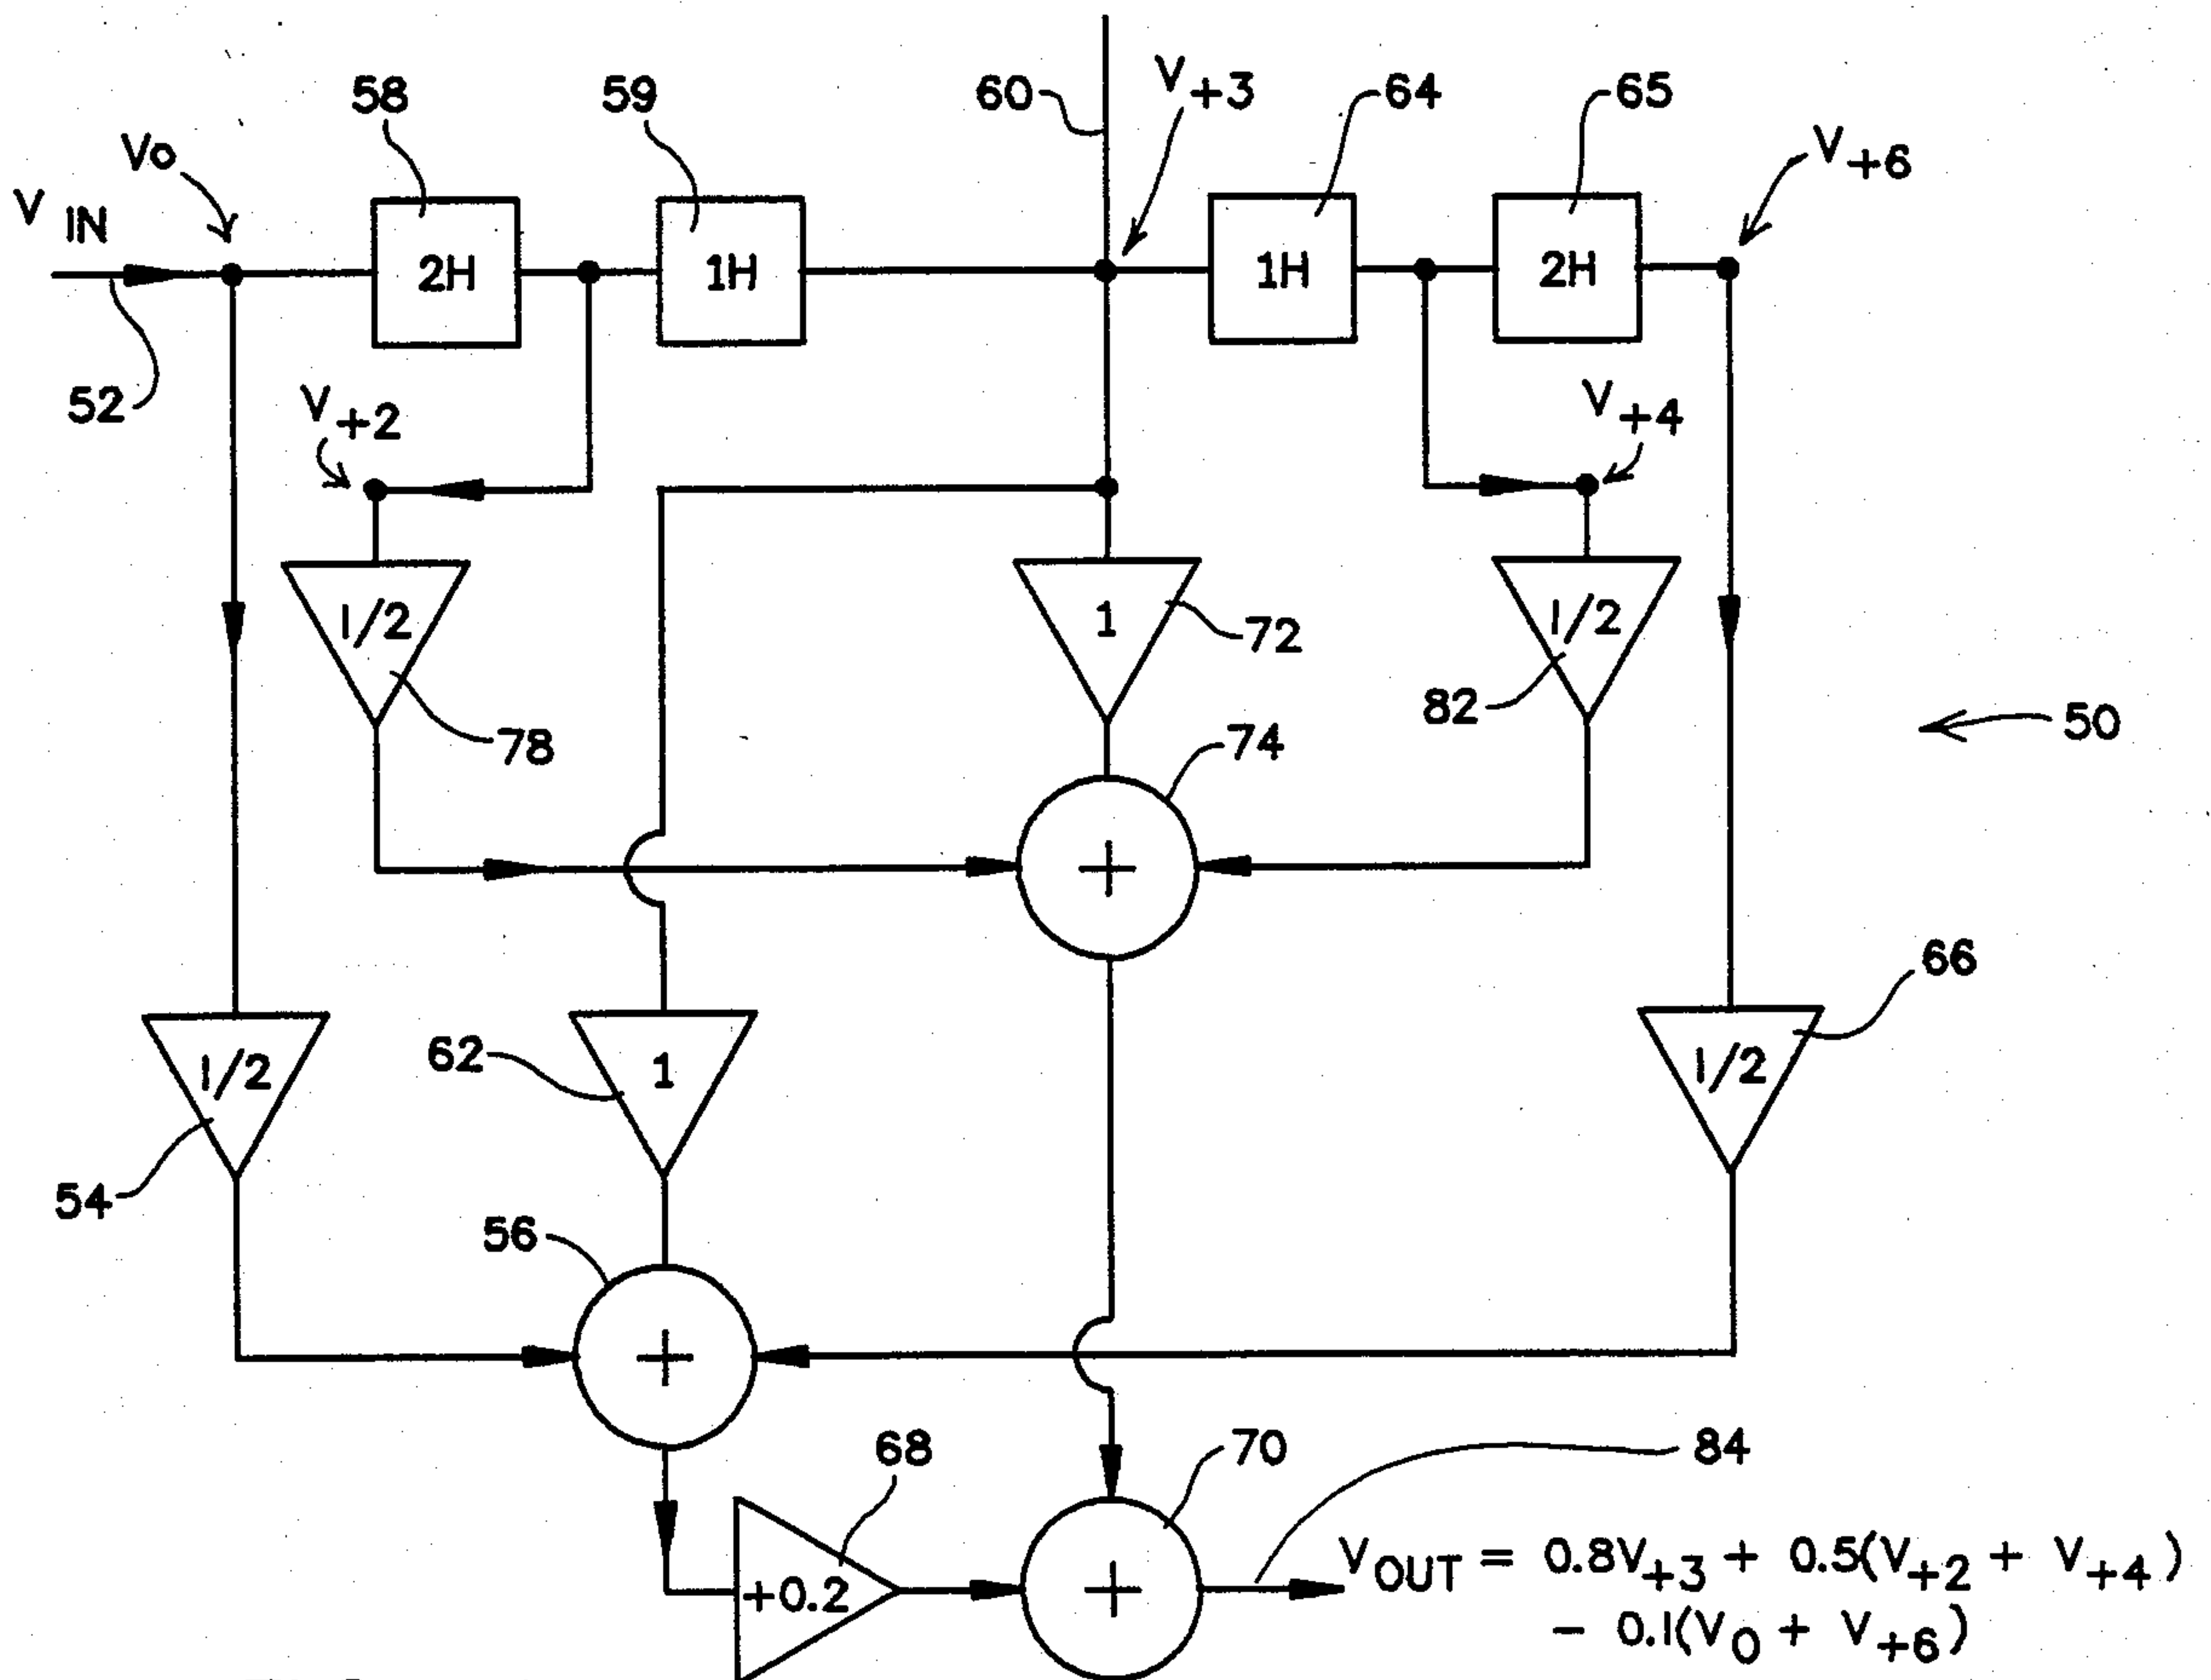 58
59
60
V+3
64
65
Vo
V+6
V IN
2H
1H
1H
2H
52
V+2
V+4
1/2
1
1/2
72
78
74
82
50
66
1/2
62
1
1/2
54
56
+
+
68
70
84
+0.2
+
VOUT = 0.8V+3 + 0.5(V+2 + V+4)
- 0.1(V0 + V+6)